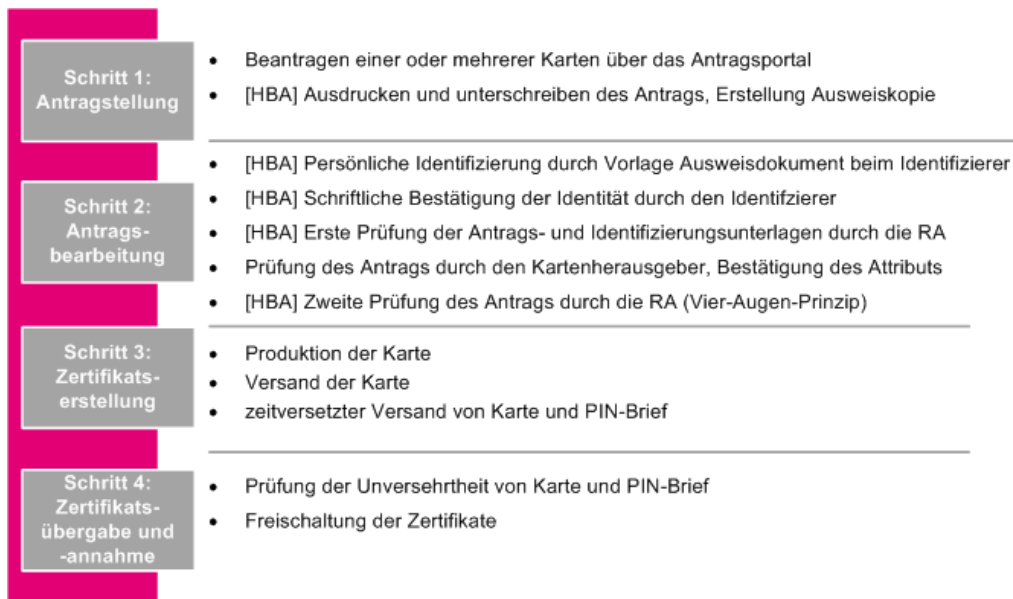 Schritt 1:
Antragstellung
• Beantragen einer oder mehrerer Karten über das Antragsportal
• [HBA] Ausdrucken und unterschreiben des Antrags, Erstellung Ausweiskopie
Schritt 2:
Antrags-
bearbeitung
• [HBA] Persönliche Identifizierung durch Vorlage Ausweisdokument beim Identifizierer
• [HBA] Schriftliche Bestätigung der Identität durch den Identifzierer
• [HBA] Erste Prüfung der Antrags- und Identifizierungsunterlagen durch die RA
• Prüfung des Antrags durch den Kartenherausgeber, Bestätigung des Attributs
• [HBA] Zweite Prüfung des Antrags durch die RA (Vier-Augen-Prinzip)
Schritt 3:
Zertifikats-
erstellung
• Produktion der Karte
• Versand der Karte
• zeitversetzter Versand von Karte und PIN-Brief
Schritt 4:
Zertifikats-
übergabe und
-annahme
• Prüfung der Unversehrtheit von Karte und PIN-Brief
• Freischaltung der Zertifikate